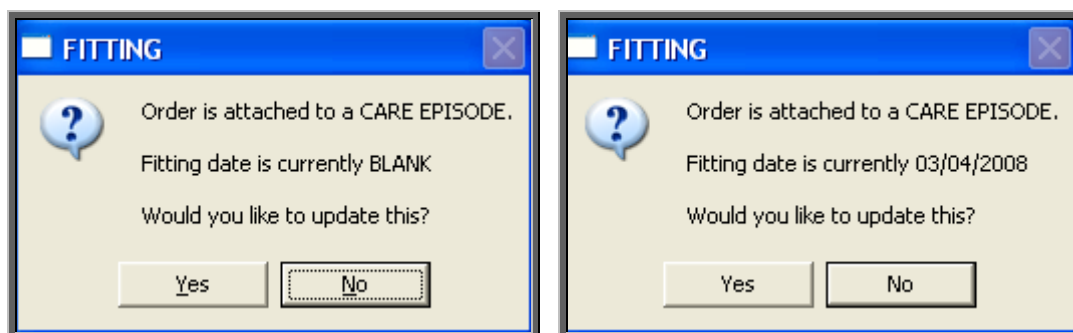 FITTING
Order is attached to a CARE EPISODE.
Fitting date is currently BLANK
Would you like to update this?
Yes
No
FITTING
Order is attached to a CARE EPISODE.
Fitting date is currently 03/04/2008
Would you like to update this?
Yes
No